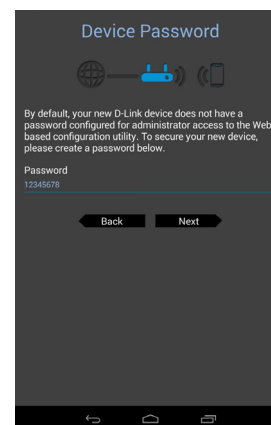 Device Password
By default, your new D-Link device does not have a
password configured for administrator access to the Web
based configuration utility. To secure your new device,
please create a password below.
Password
12345678
Back Next